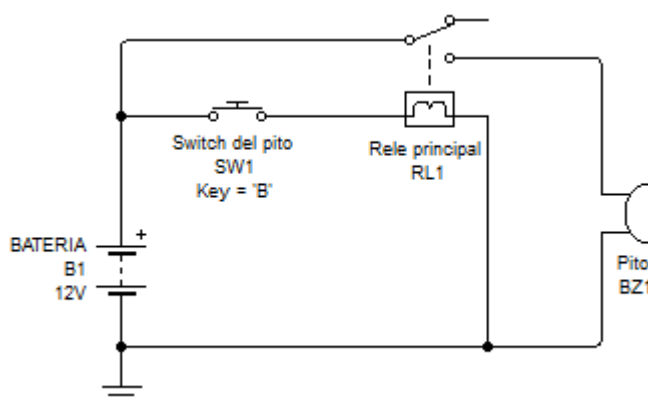 Switch del pito
SW1
Key = 'B'
Rele principal
RL1
BATERIA
B1
12V
+
Pito
BZ1